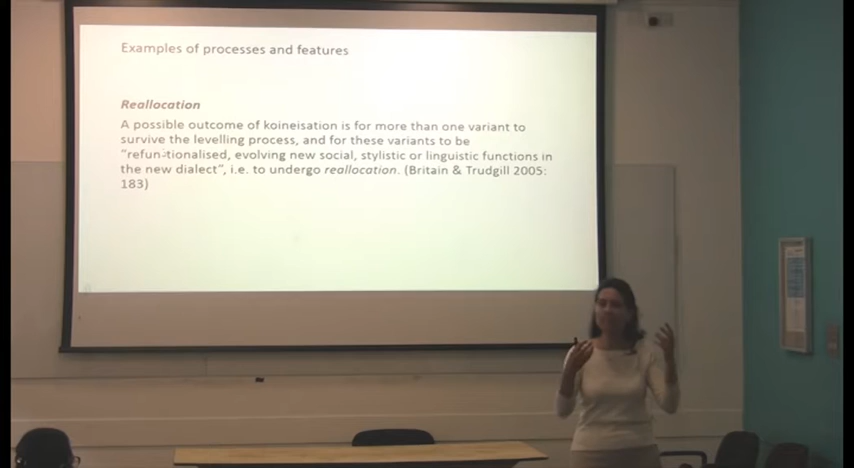 Examples of processes and features
Reallocation
A possible outcome of koineisation is for more than one variant to
survive the levelling process, and for these variants to be
"refunctionalised, evolving new social, stylistic or linguistic functions in
the new dialect", i.e. to undergo reallocation. (Britain & Trudgill 2005:
183)